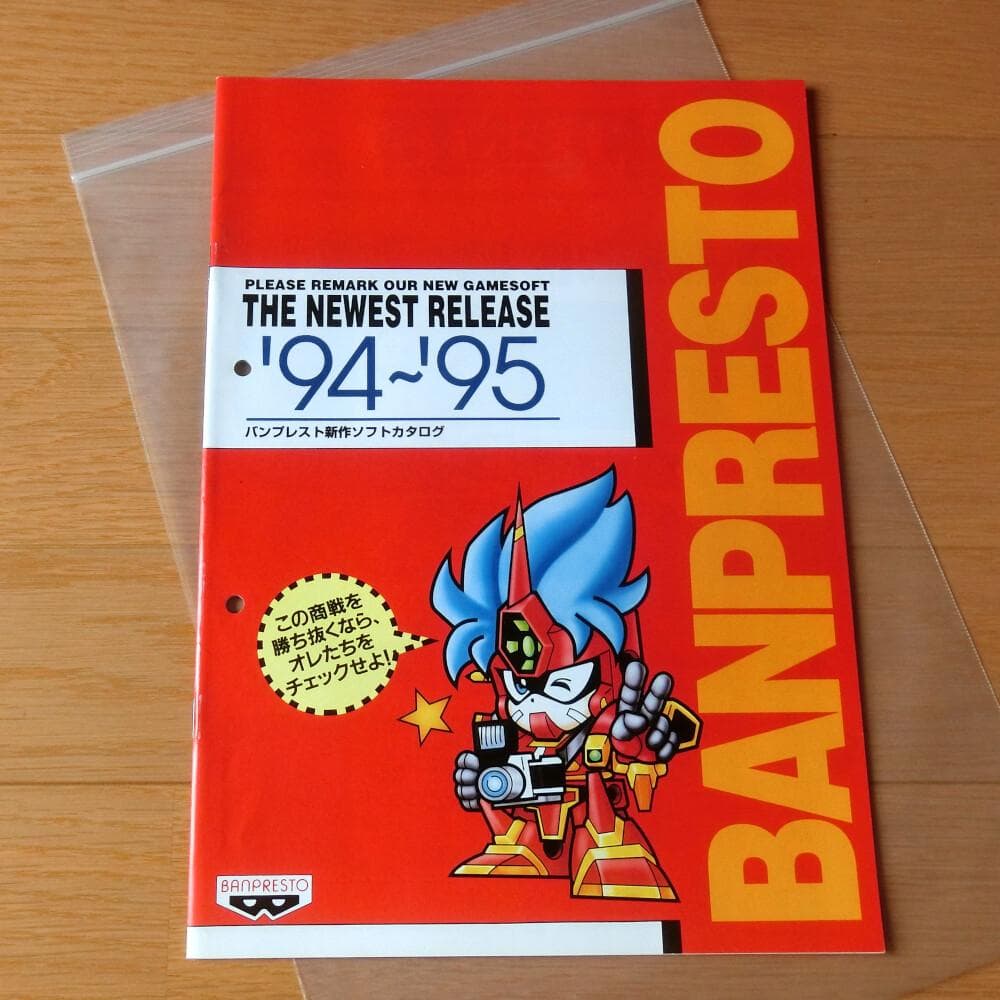 PLEASE REMARK OUR NEW GAMESOFT
THE NEWEST RELEASE
'94~'95
バンプレスト新作ソフトカタログ
BANPRESTO
この商戦を
勝ち抜くなら、
オレたちを
チェックせよ!
BANPRESTO